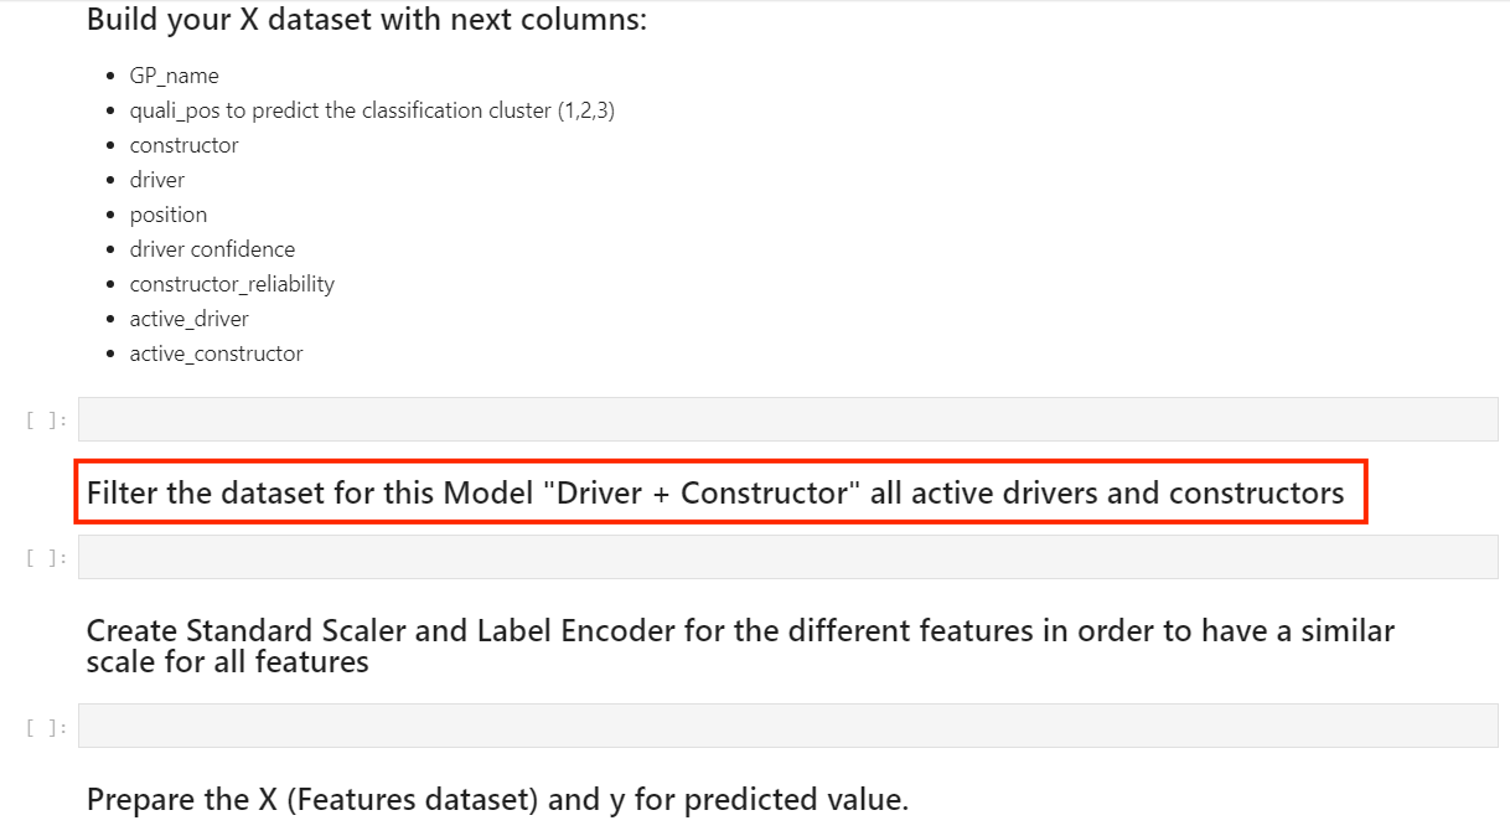 Build your X dataset with next columns:
• GP_name
• quali_pos to predict the classification cluster (1,2,3)
• constructor
• driver
• position
• driver confidence
• constructor_reliability
• active_driver
• active_constructor
[ ]:
Filter the dataset for this Model "Driver + Constructor" all active drivers and constructors
[ ]:
Create Standard Scaler and Label Encoder for the different features in order to have a similar
scale for all features
[ ]:
Prepare the X (Features dataset) and y for predicted value.